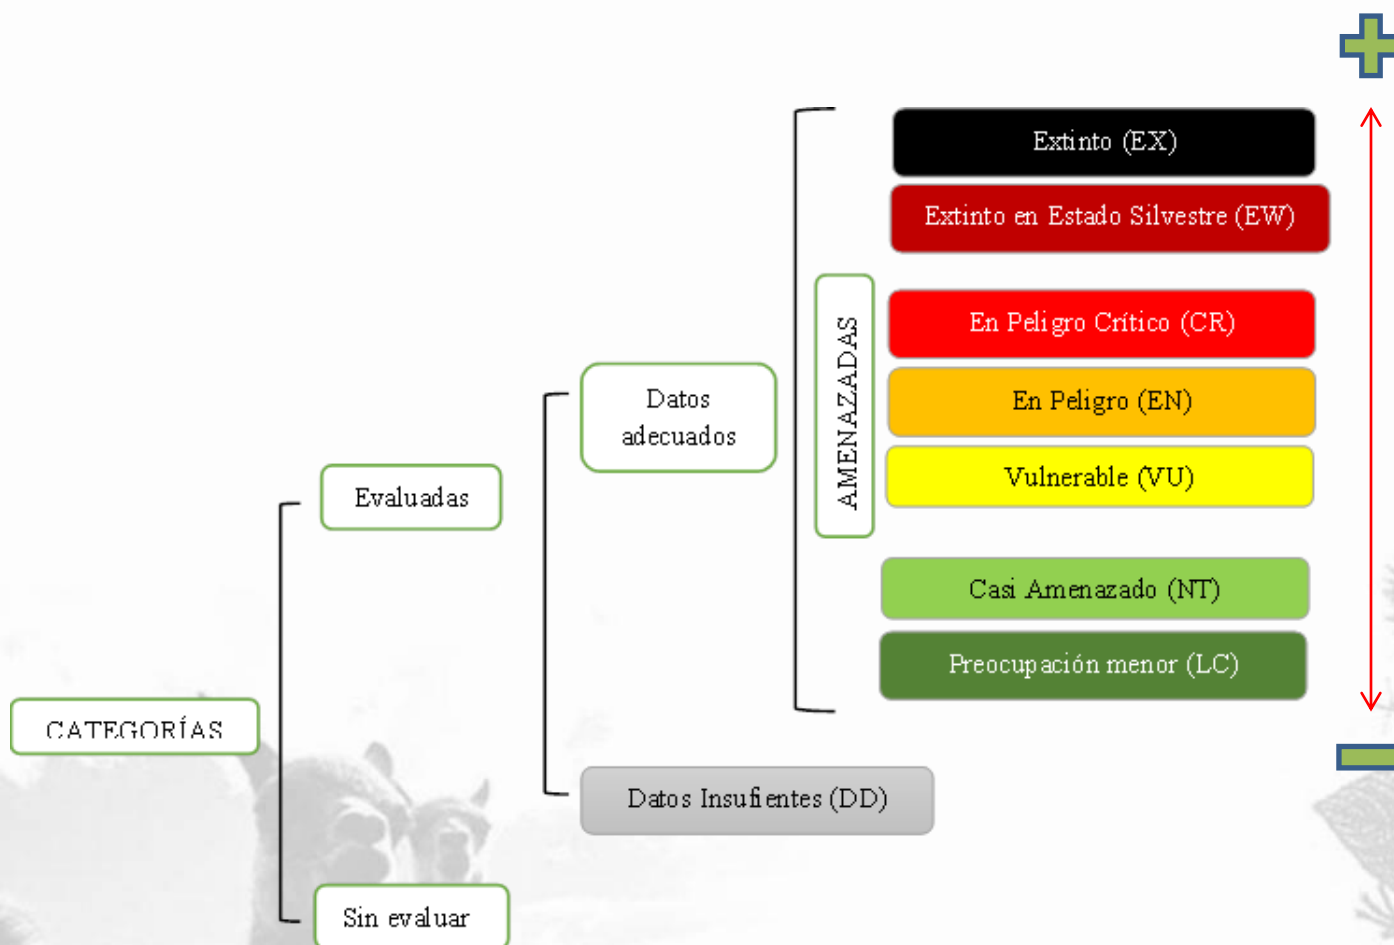 Extinto (EX)
Extinto en Estado Silvestre (EW)
AMENAZADAS
En Peligro Crítico (CR)
En Peligro (EN)
Vulnerable (VU)
Datos
adecuados
Evaluadas
Casi Amenazado (NT)
Preocupación menor (LC)
CATEGORÍAS
Datos Insufientes (DD)
Sin evaluar